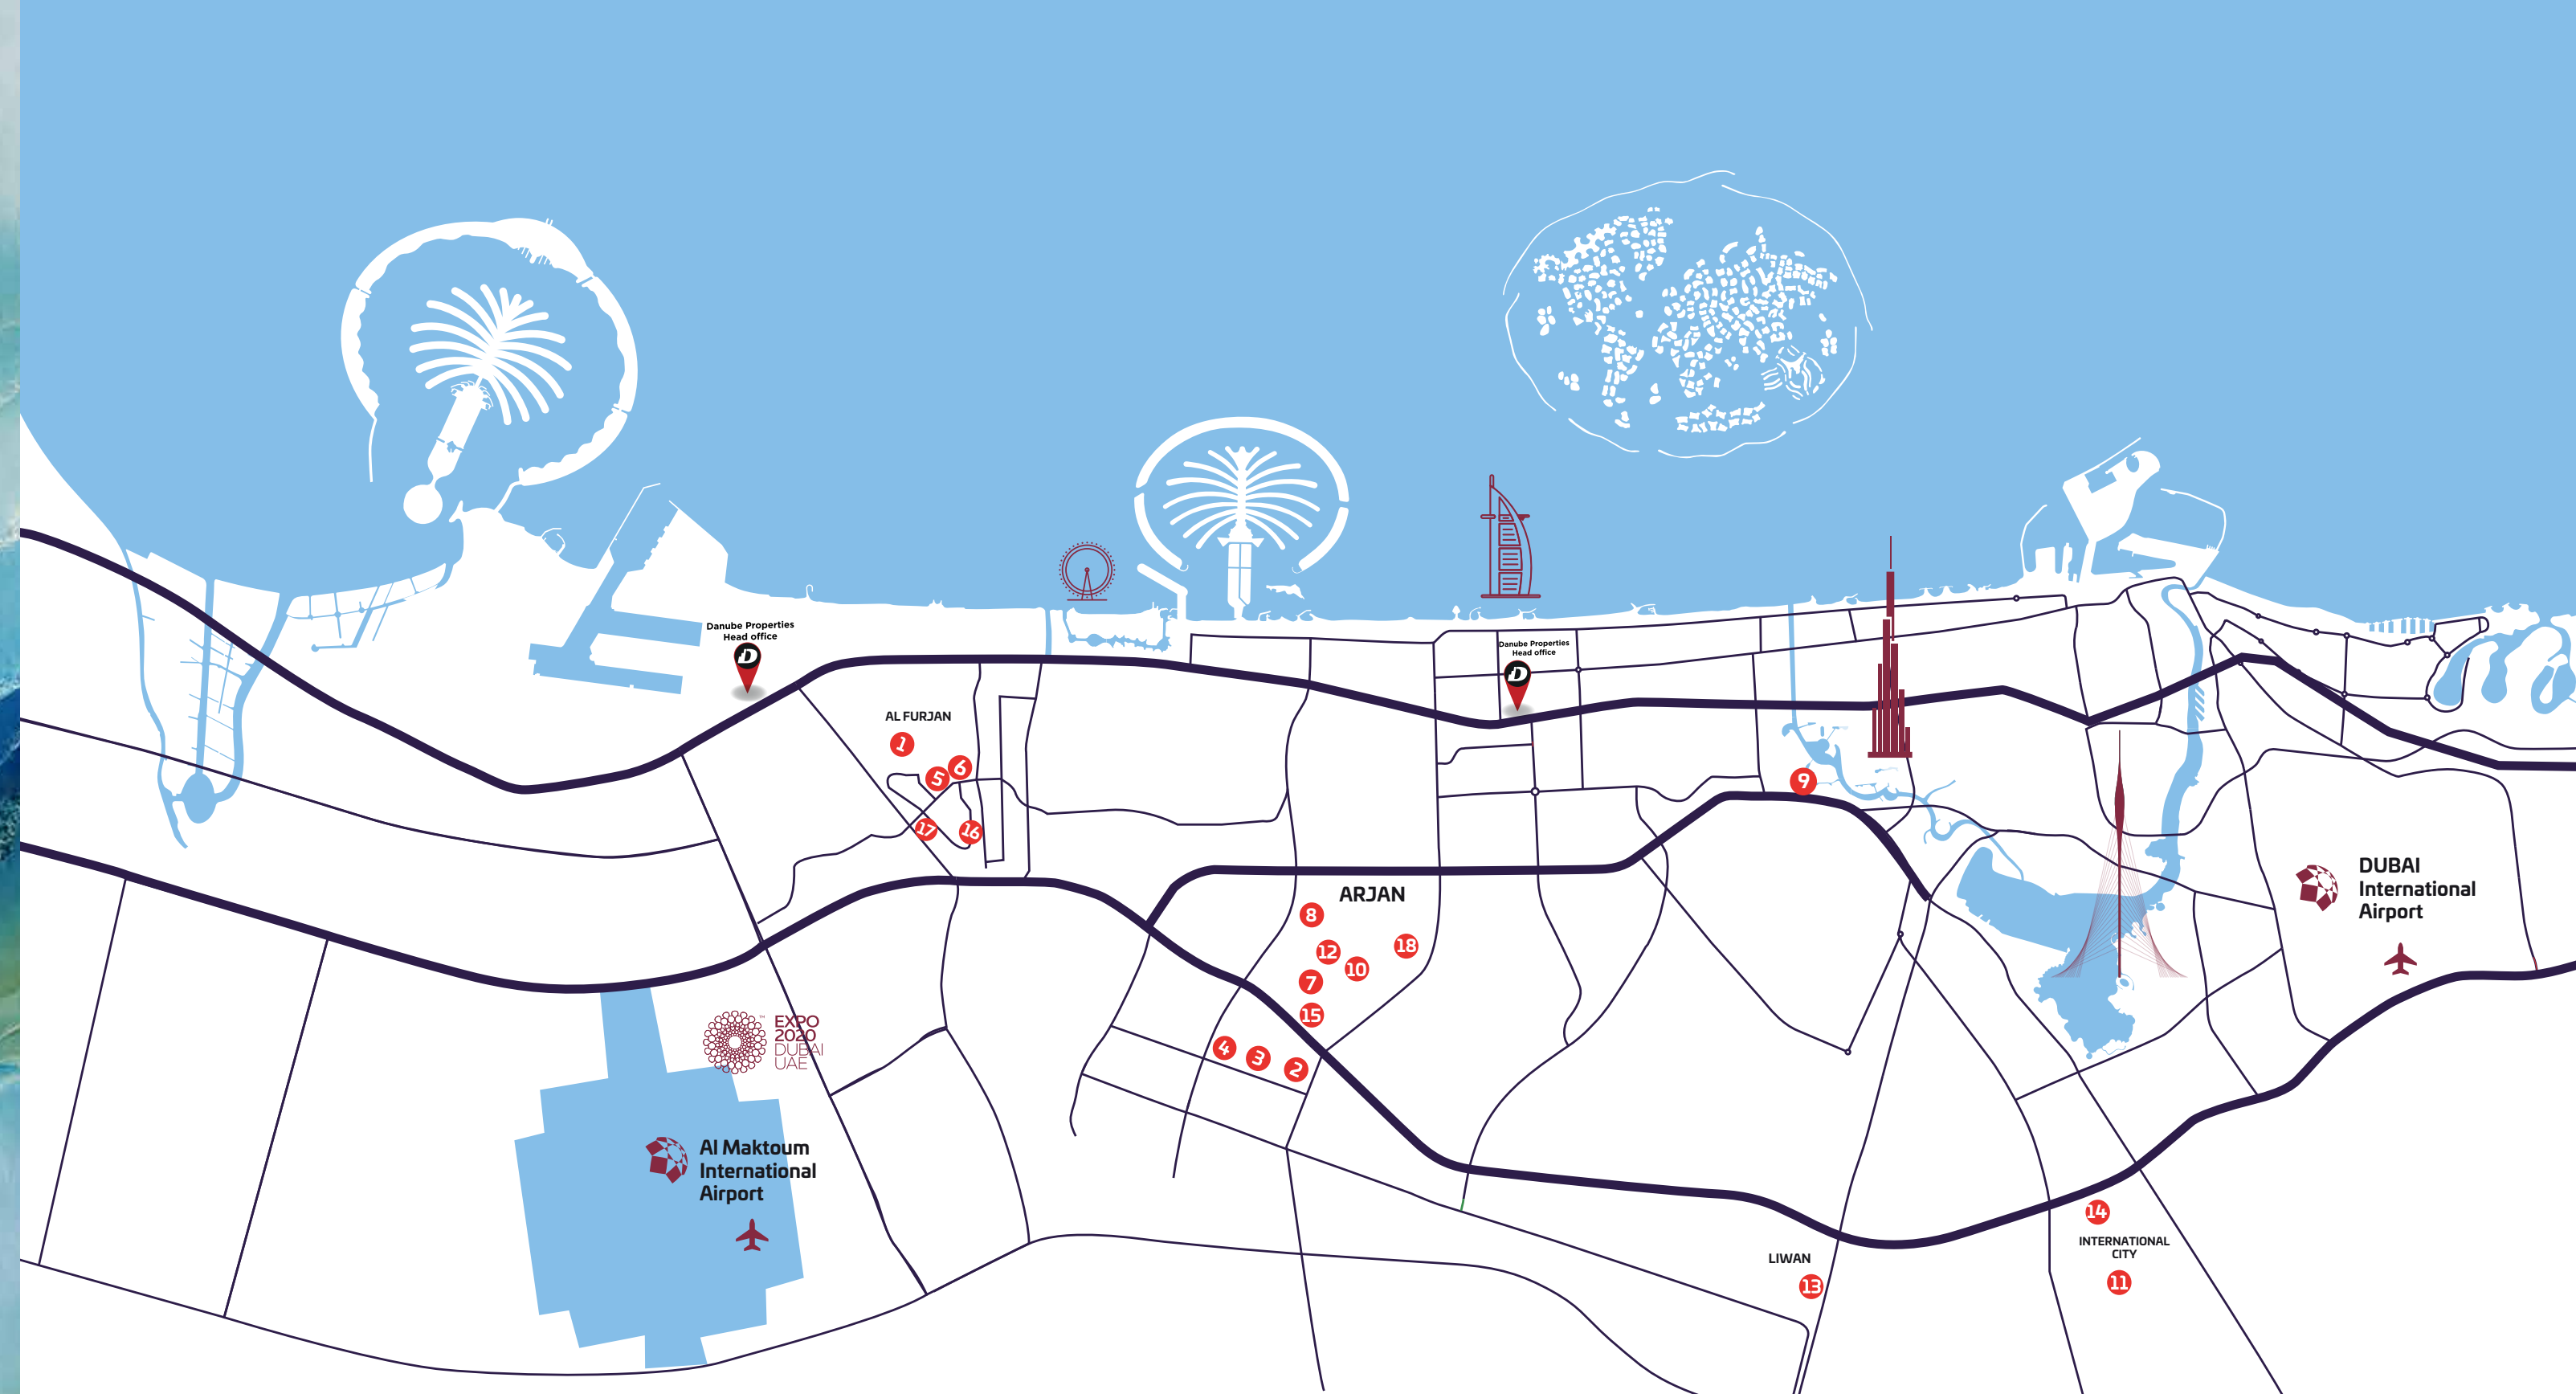 Danube Properties
Head office
D
Danube Properties
Head office
D
AL FURJAN
1
5
6
17
16
9
ARJAN
8
12
10
18
7
15
4
3
2
DUBAI
International
Airport
EXPO
2020
DUBAI
UAE
TM
Al Maktoum
International
Airport
14
INTERNATIONAL
CITY
11
LIWAN
13